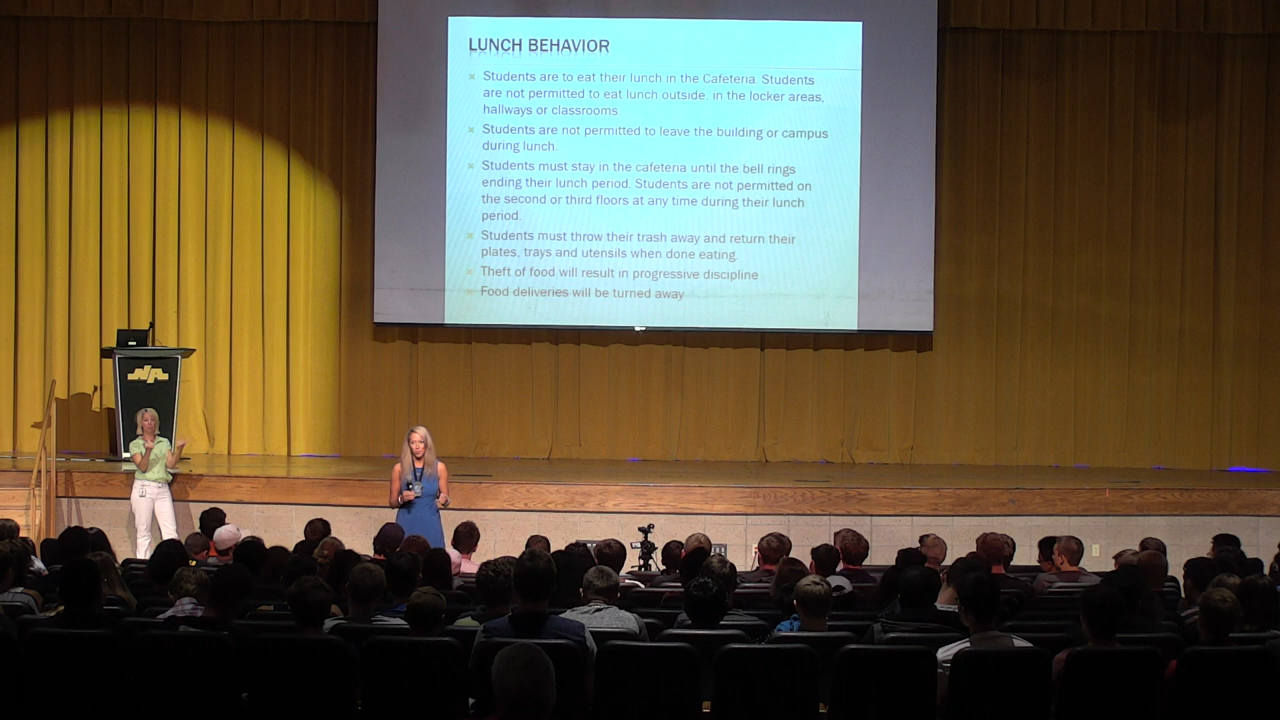 LUNCH BEHAVIOR
Students are to eat their lunch in the Cafeteria. Students
are not permitted to eat lunch outside, in the locker areas,
hallways or classrooms
Students are not permitted to leave the building or campus
during lunch.
Students must stay in the cafeteria until the bell rings
ending their lunch period. Students are not permitted on
the second or third floors at any time during their lunch
period.
Students must throw their trash away and return their
plates, trays and utensils when done eating.
Theft of food will result in progressive discipline
Food deliveries will be turned away
NA